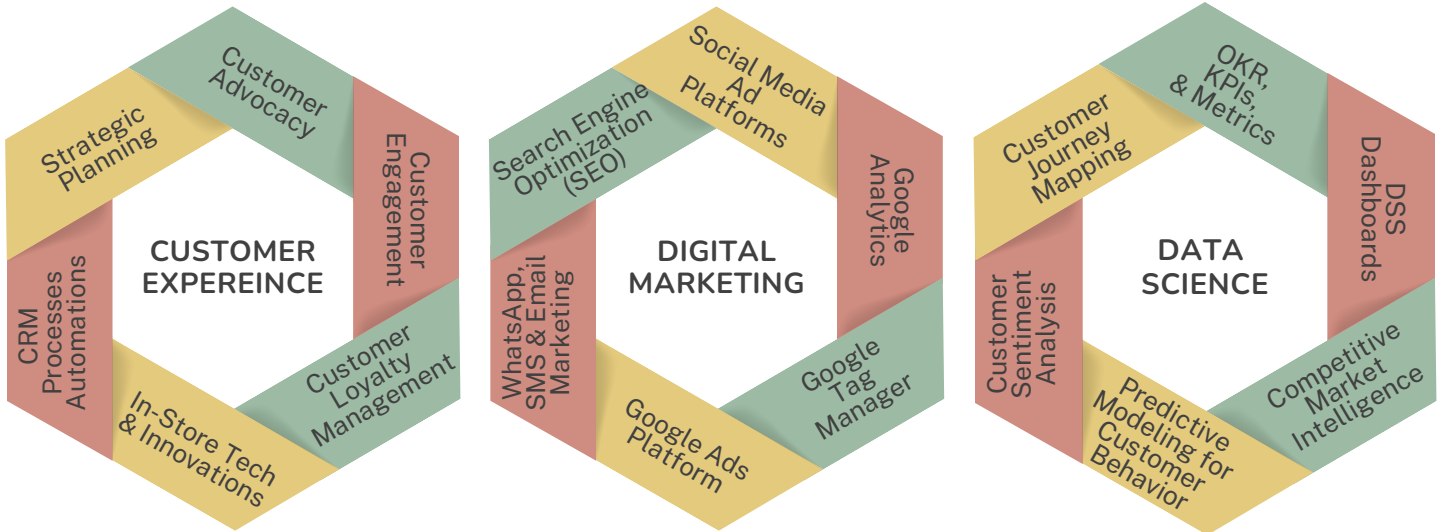 Strategic
Planning
Customer
Advocacy
Customer
Engagement
CUSTOMER
EXPEREINCE
CRM
Processes
Automations
In-Store Tech
& Innovations
Customer
Loyalty
Management
Search Engine
Optimization
(SEO)
Social Media
Ad
Platforms
Google
Analytics
DIGITAL
MARKETING
WhatsApp,
SMS & Email
Marketing
Google Ads
Platform
Google
Tag
Manager
Customer
Journey
Mapping
OKR,
KPIs,
& Metrics
DSS
Dashboards
DATA
SCIENCE
Customer
Sentiment
Analysis
Predictive
Modeling for
Customer
Behavior
Competitive
Market
Intelligence